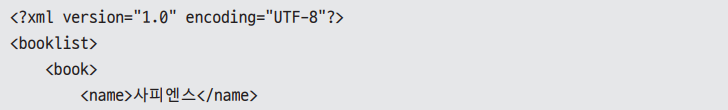 <?xml version="1.0" encoding="UTF-8"?>
<booklist>
<book>
<name>사피엔스</name>